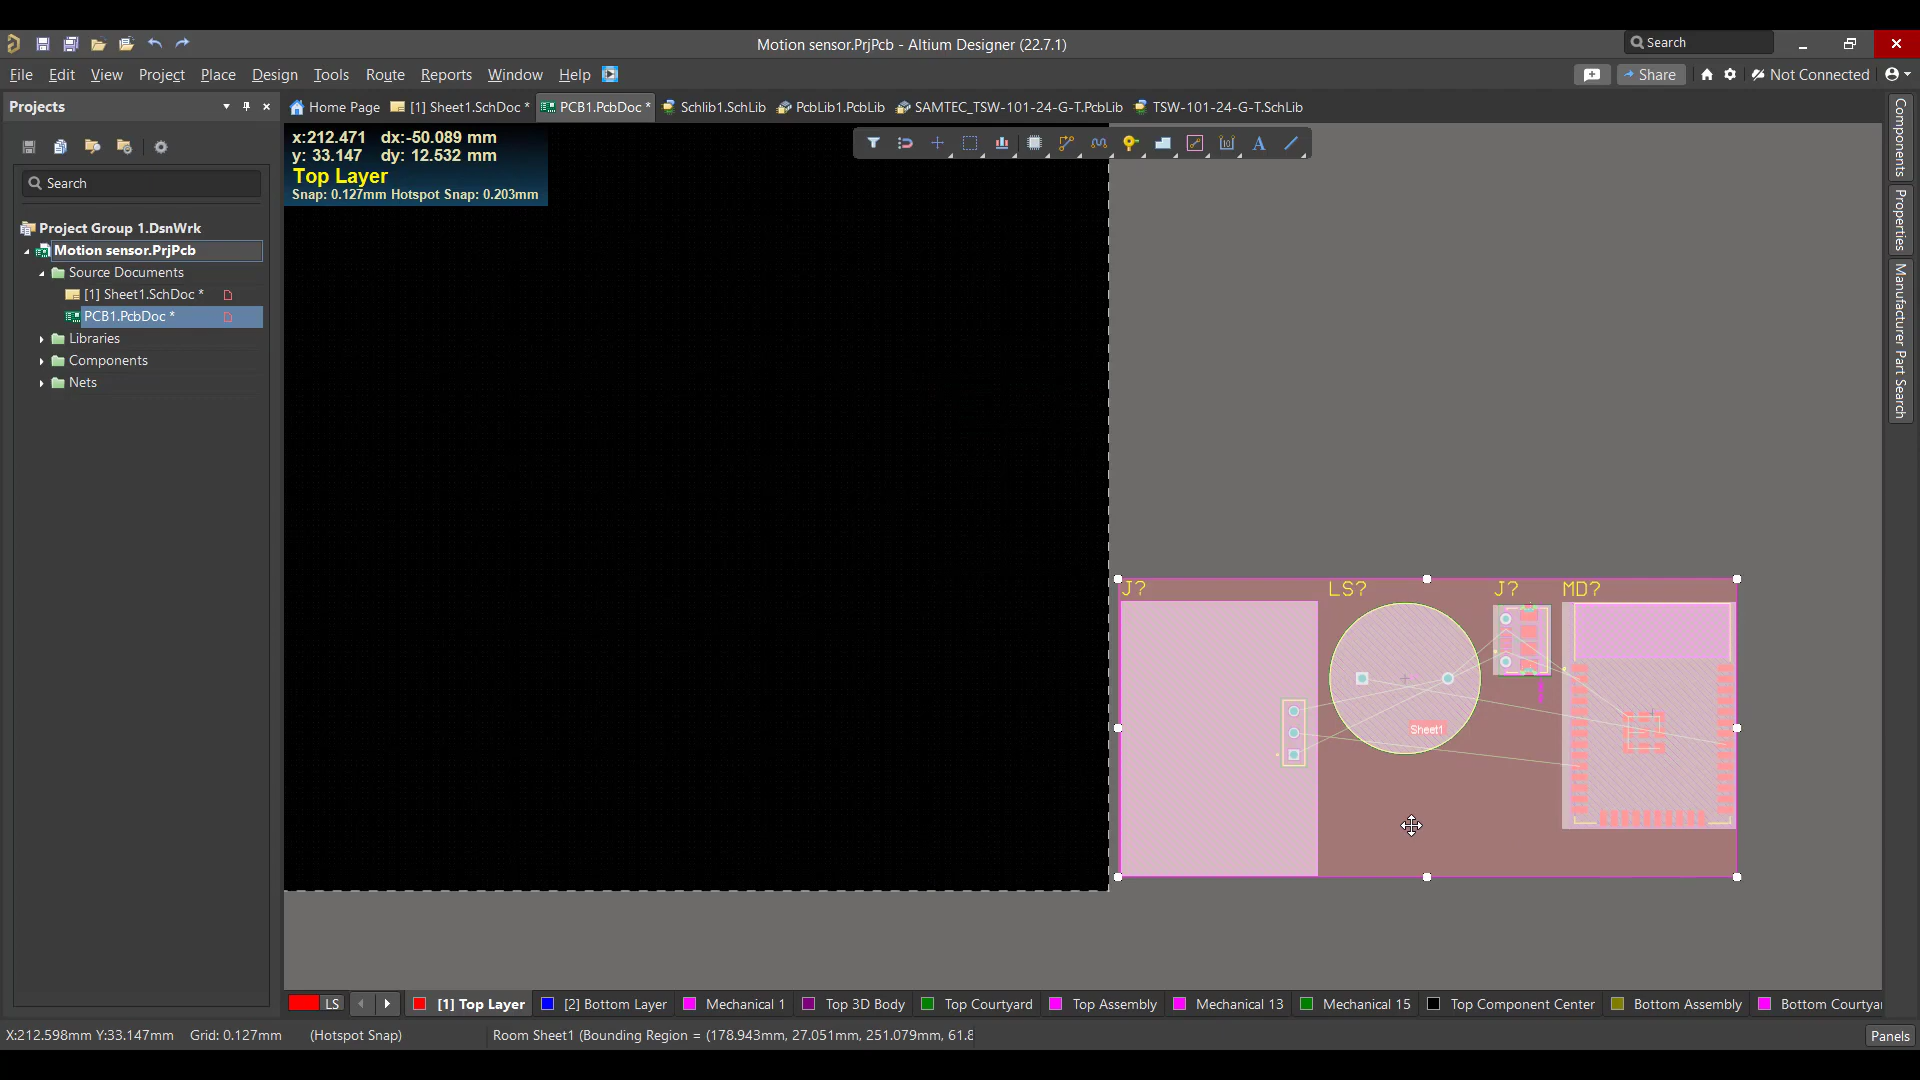 Motion sensor.PrjPcb - Altium Designer (22.7.1)
Search
File Edit View Project Place Design Tools Route Reports Window Help
Share
Not Connected
Projects
Home Page
[1] Sheet1.SchDoc *
PCB1.PcbDoc *
Schlib1.SchLib
PcbLib1.PcbLib
SAMTEC_TSW-101-24-G-T.PcbLib
TSW-101-24-G-T.SchLib
x:212.471 dx:-50.089 mm
y: 33.147 dy: 12.532 mm
Top Layer
Snap: 0.127mm Hotspot Snap: 0.203mm
Search
Project Group 1.DsnWrk
Motion sensor.PrjPcb
Source Documents
[1] Sheet1.SchDoc *
PCB1.PcbDoc *
Libraries
Components
Nets
Components
Properties
Manufacturer Part Search
J? LS? J? MD?
Sheet1
LS
[1] Top Layer
[2] Bottom Layer
Mechanical 1
Top 3D Body
Top Courtyard
Top Assembly
Mechanical 13
Mechanical 15
Top Component Center
Bottom Assembly
Bottom Courtya
X:212.598mm Y:33.147mm Grid: 0.127mm (Hotspot Snap)
Room Sheet1 (Bounding Region = (178.943mm, 27.051mm, 251.079mm, 61.8
Panels